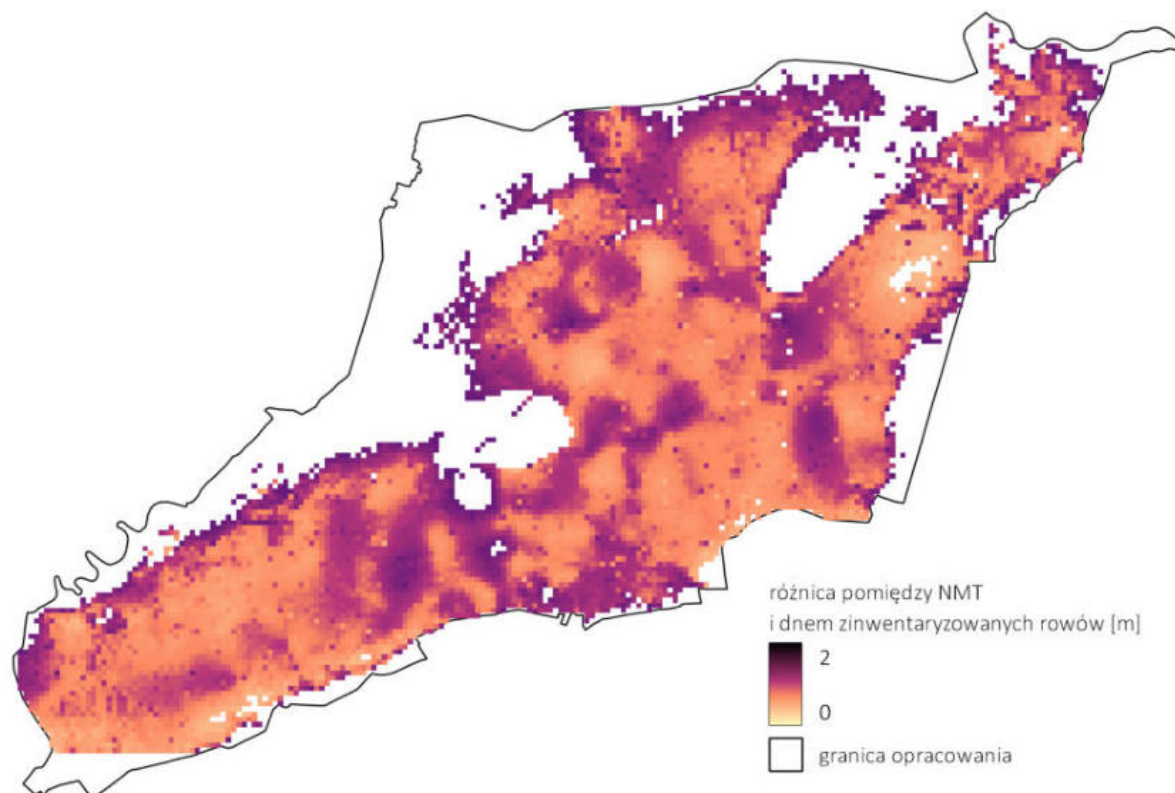 różnica pomiędzy NMT
i dnem zinwentaryzowanych rowów [m]
2
0
granica opracowania